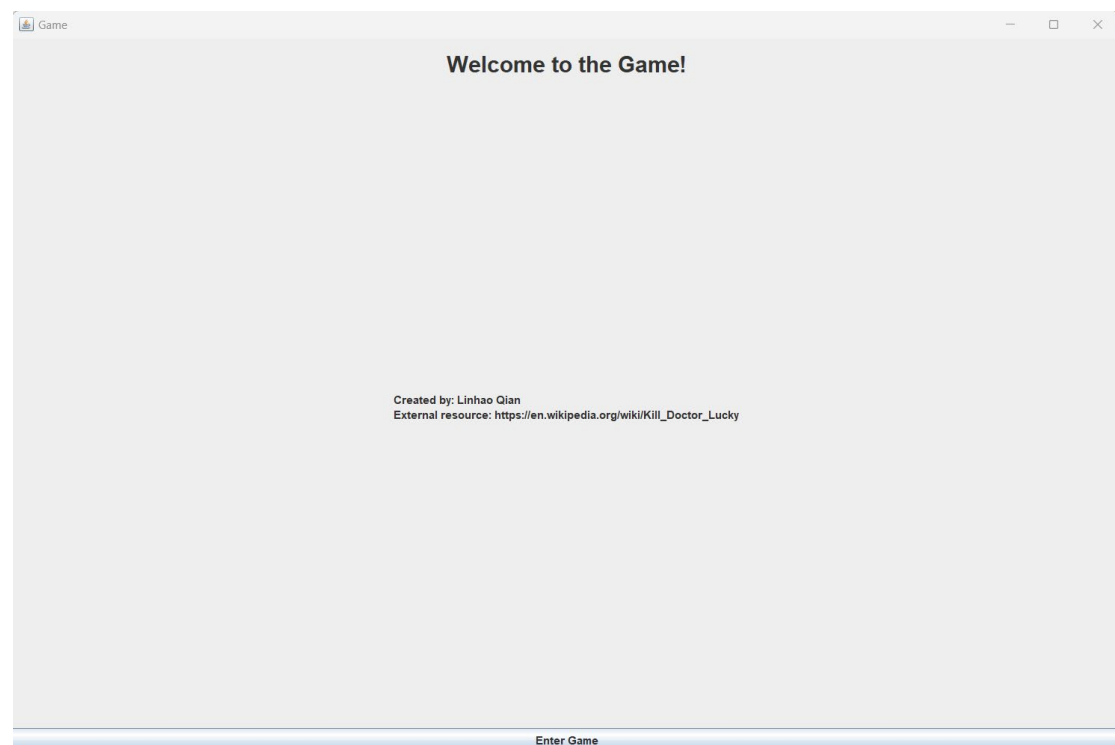 Game
Welcome to the Game!
Created by: Linhao Qian
External resource: https://en.wikipedia.org/wiki/Kill_Doctor_Lucky
Enter Game